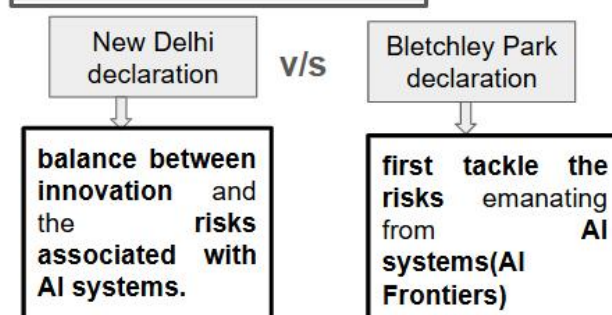 New Delhi
declaration
v/s
Bletchley Park
declaration
balance between
innovation and
the risks
associated with
AI systems.
first tackle the
risks emanating
from AI
systems(AI
Frontiers)